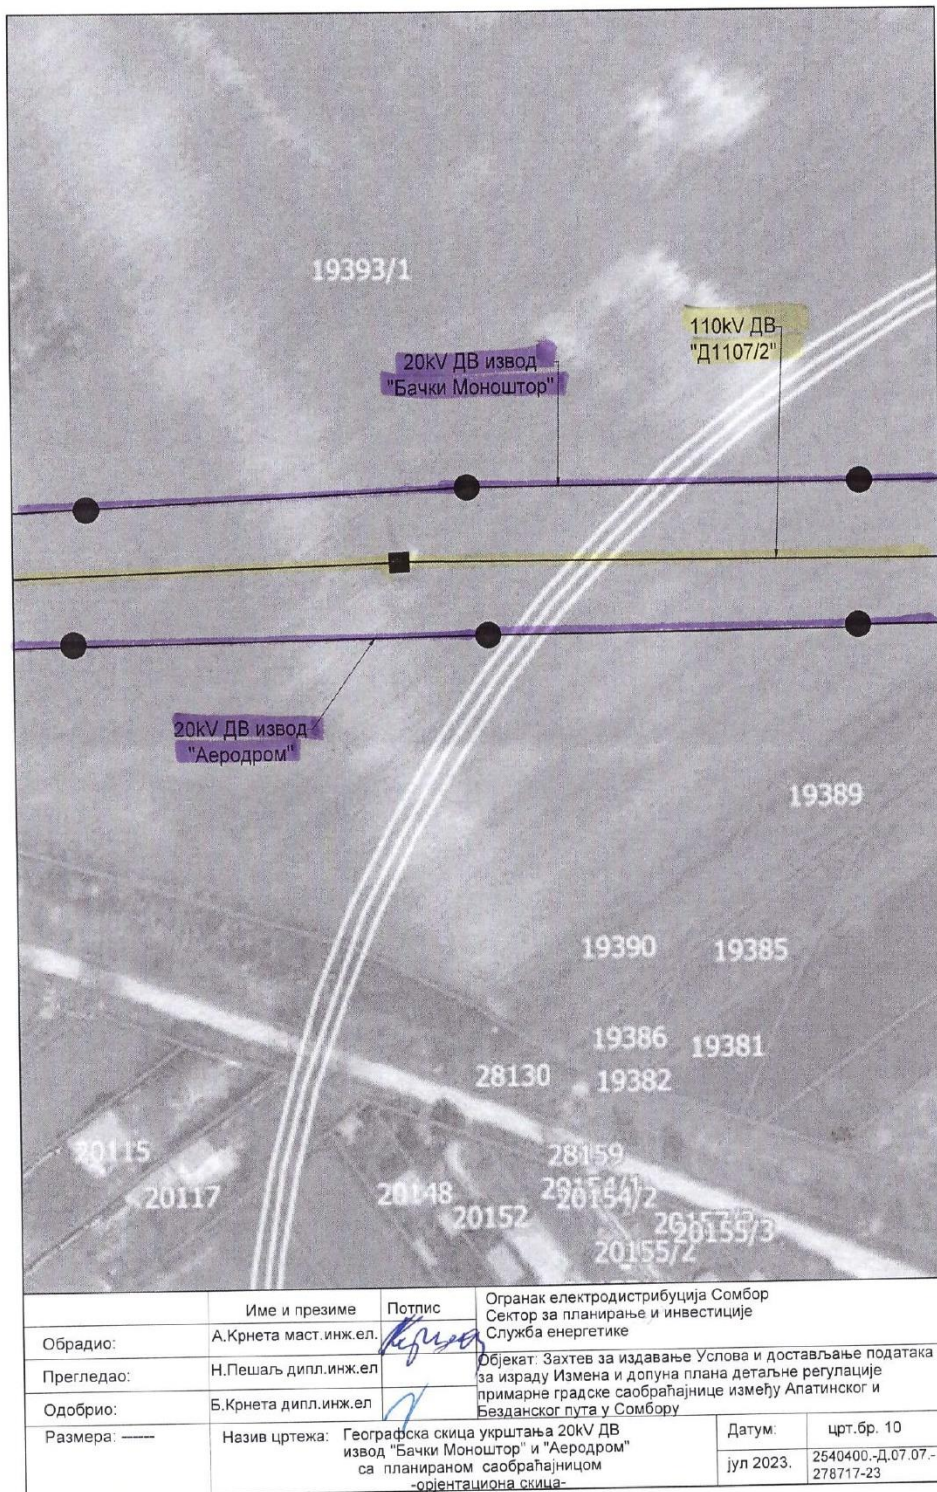 19393/1
110kV ДВ
"Д1107/2"
20kV ДВ извод
"Бачки Моноштор"
20kV ДВ извод
"Аеродром"
19389
19390
19385
19386
19381
28130
19382
20115
28159
20117
20148
20154/2
20152
20155/3
20155/2
Име и презиме
Потпис
Огранак електродистрибуција Сомбор
Сектор за планирање и инвестиције
Служба енергетике
Обрадио:
А.Крнета маст.инж.ел.
Прегледао:
Н.Пешаљ дипл.инж.ел
Одобрио:
Б.Крнета дипл.инж.ел
Објекат: Захтев за издавање Услова и достављање података
за израду Измена и допуна плана детаљне регулације
примарне градске саобраћајнице између Апатинског и
Безданског пута у Сомбору
Размера: -----
Назив цртежа: Географска скица укрштања 20kV ДВ
извод "Бачки Моноштор" и "Аеродром"
са планираном саобраћајницом
-орјентациона скица-
Датум:
јул 2023.
црт.бр. 10
2540400.-Д.07.07.-
278717-23